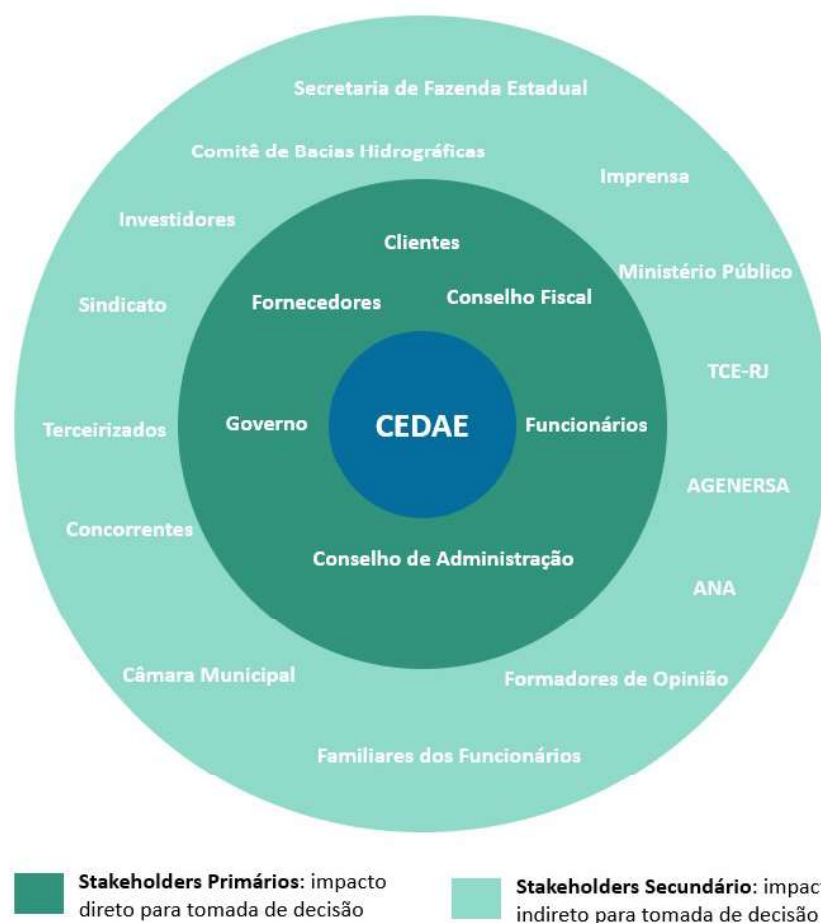 Secretaria de Fazenda Estadual
Comitê de Bacias Hidrográficas
Imprensa
Investidores
Clientes
Ministério Público
Sindicato
Fornecedores
Conselho Fiscal
TCE-RJ
Terceirizados
Governo
CEDAE
Funcionários
AGENERSA
Concorrentes
Conselho de Administração
ANA
Câmara Municipal
Formadores de Opinião
Familiares dos Funcionários
Stakeholders Primários: impacto
direto para tomada de decisão
Stakeholders Secundário: impact
indireto para tomada de decisão